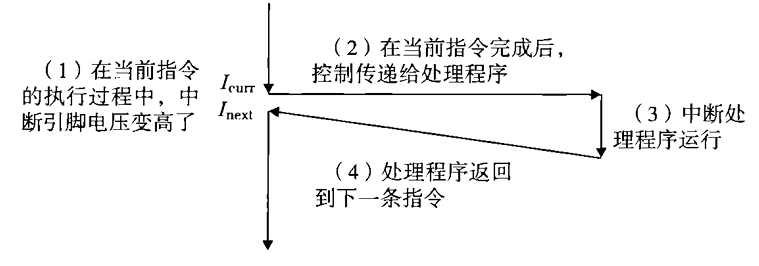 (1)在当前指令
的执行过程中，中
断引脚电压变高了
Icurr
Inext
(2)在当前指令完成后，
控制传递给处理程序
(3)中断处
理程序运行
(4)处理程序返回
到下一条指令